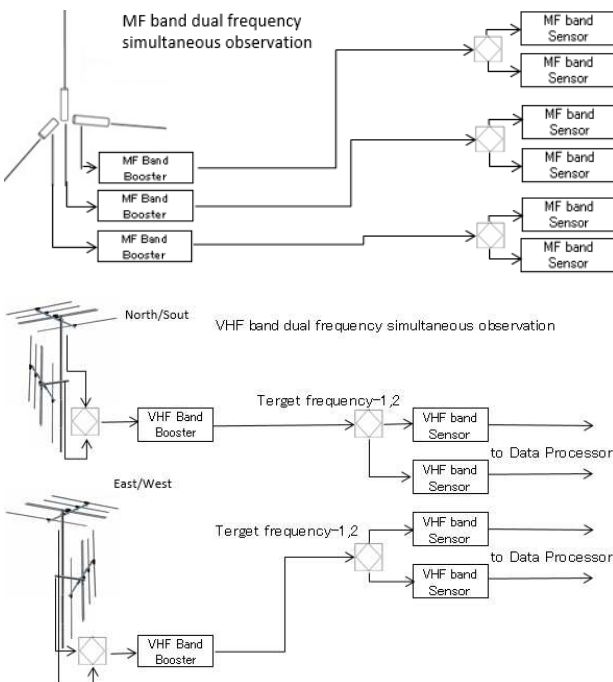 MF band dual frequency
simultaneous observation
MF band
Sensor
MF band
Sensor
MF Band
Booster
MF band
Sensor
MF band
Sensor
MF Band
Booster
MF band
Sensor
MF band
Sensor
MF Band
Booster
North/Sout
VHF band dual frequency simultaneous observation
Terget frequency-1,2
VHF Band
Booster
VHF band
Sensor
to Data Processor
VHF band
Sensor
East/West
Terget frequency-1,2
VHF band
Sensor
to Data Processor
VHF band
Sensor
VHF Band
Booster